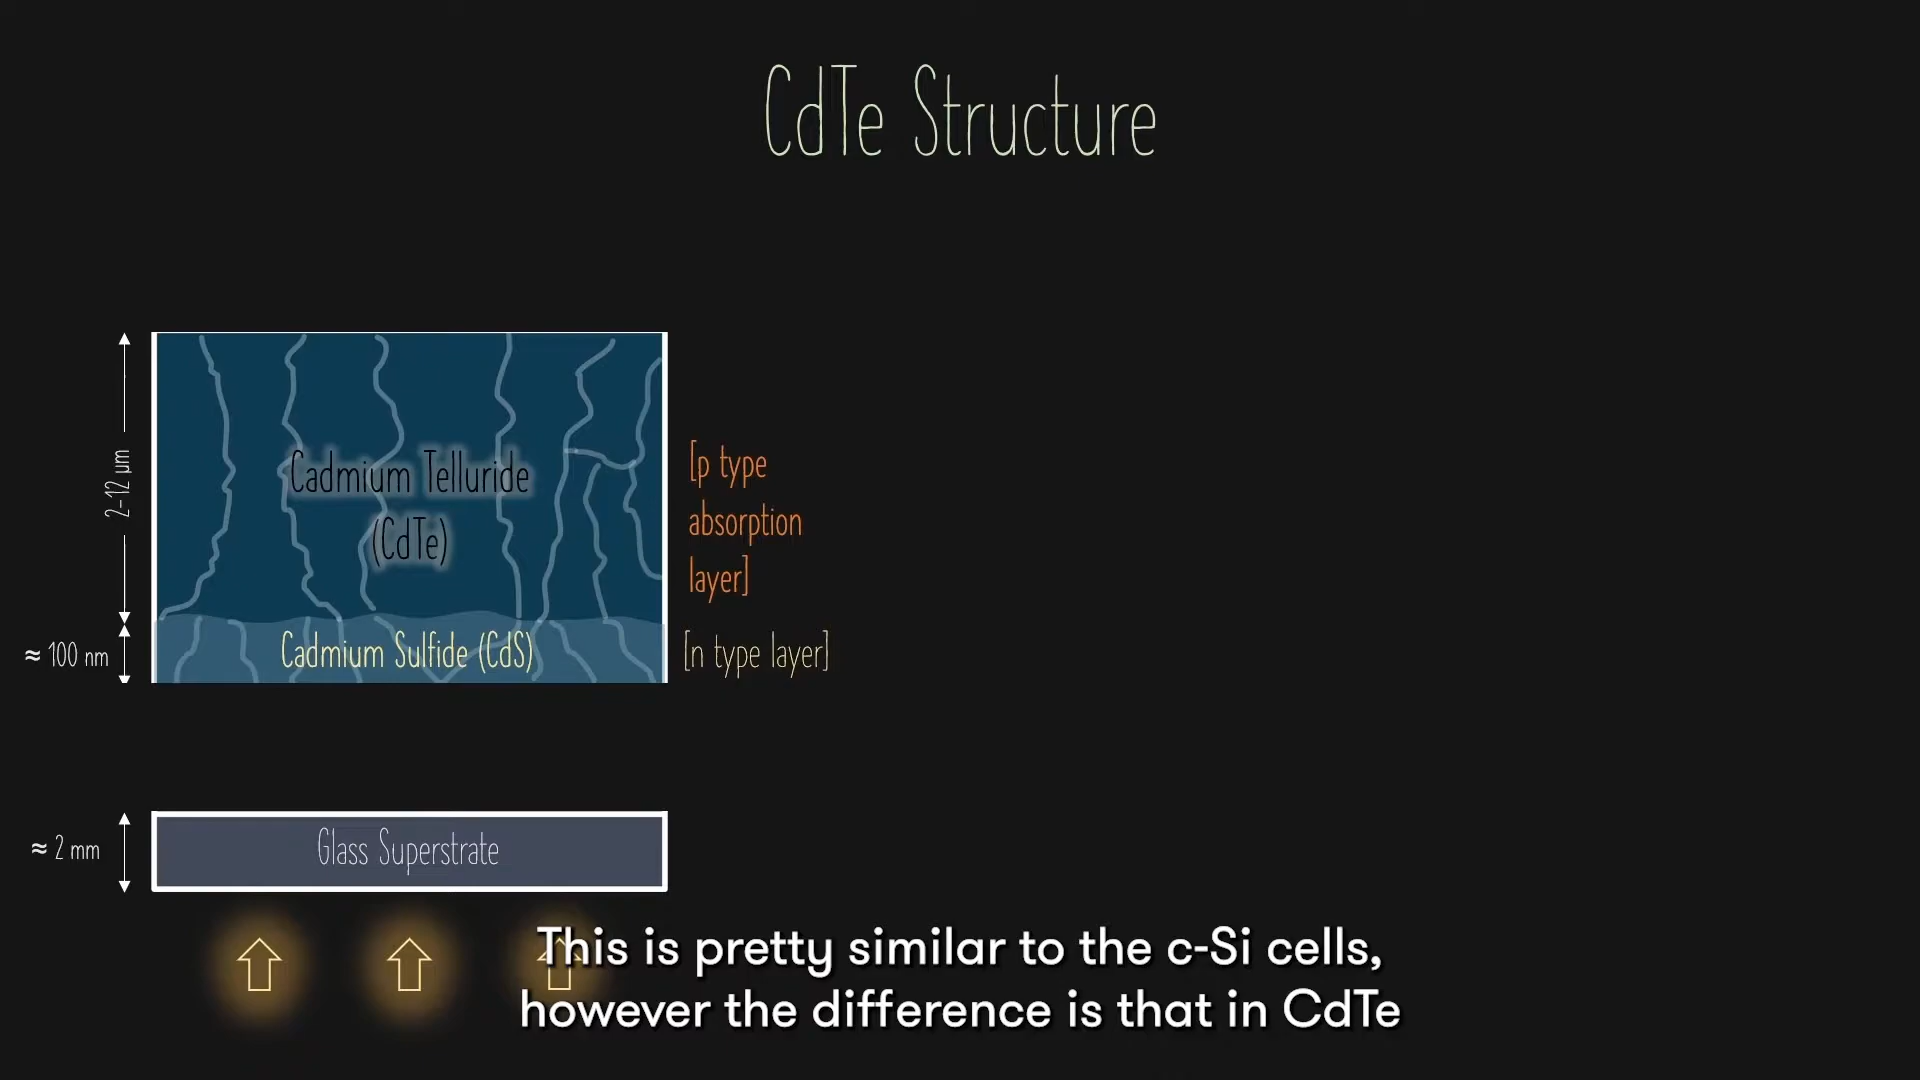 CdTe Structure
2-12 µm
Cadmium Telluride
(CdTe)
[p type
absorption
layer]
≈ 100 nm
Cadmium Sulfide (CdS)
[n type layer]
≈ 2 mm
Glass Superstrate
This is pretty similar to the c-Si cells,
however the difference is that in CdTe